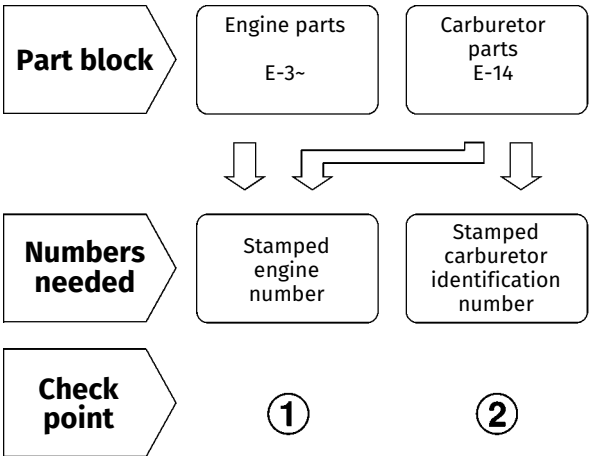 Part block
Engine parts
E-3~
Carburetor
parts
E-14
Numbers
needed
Stamped
engine
number
Stamped
carburetor
identification
number
Check
point
①
②